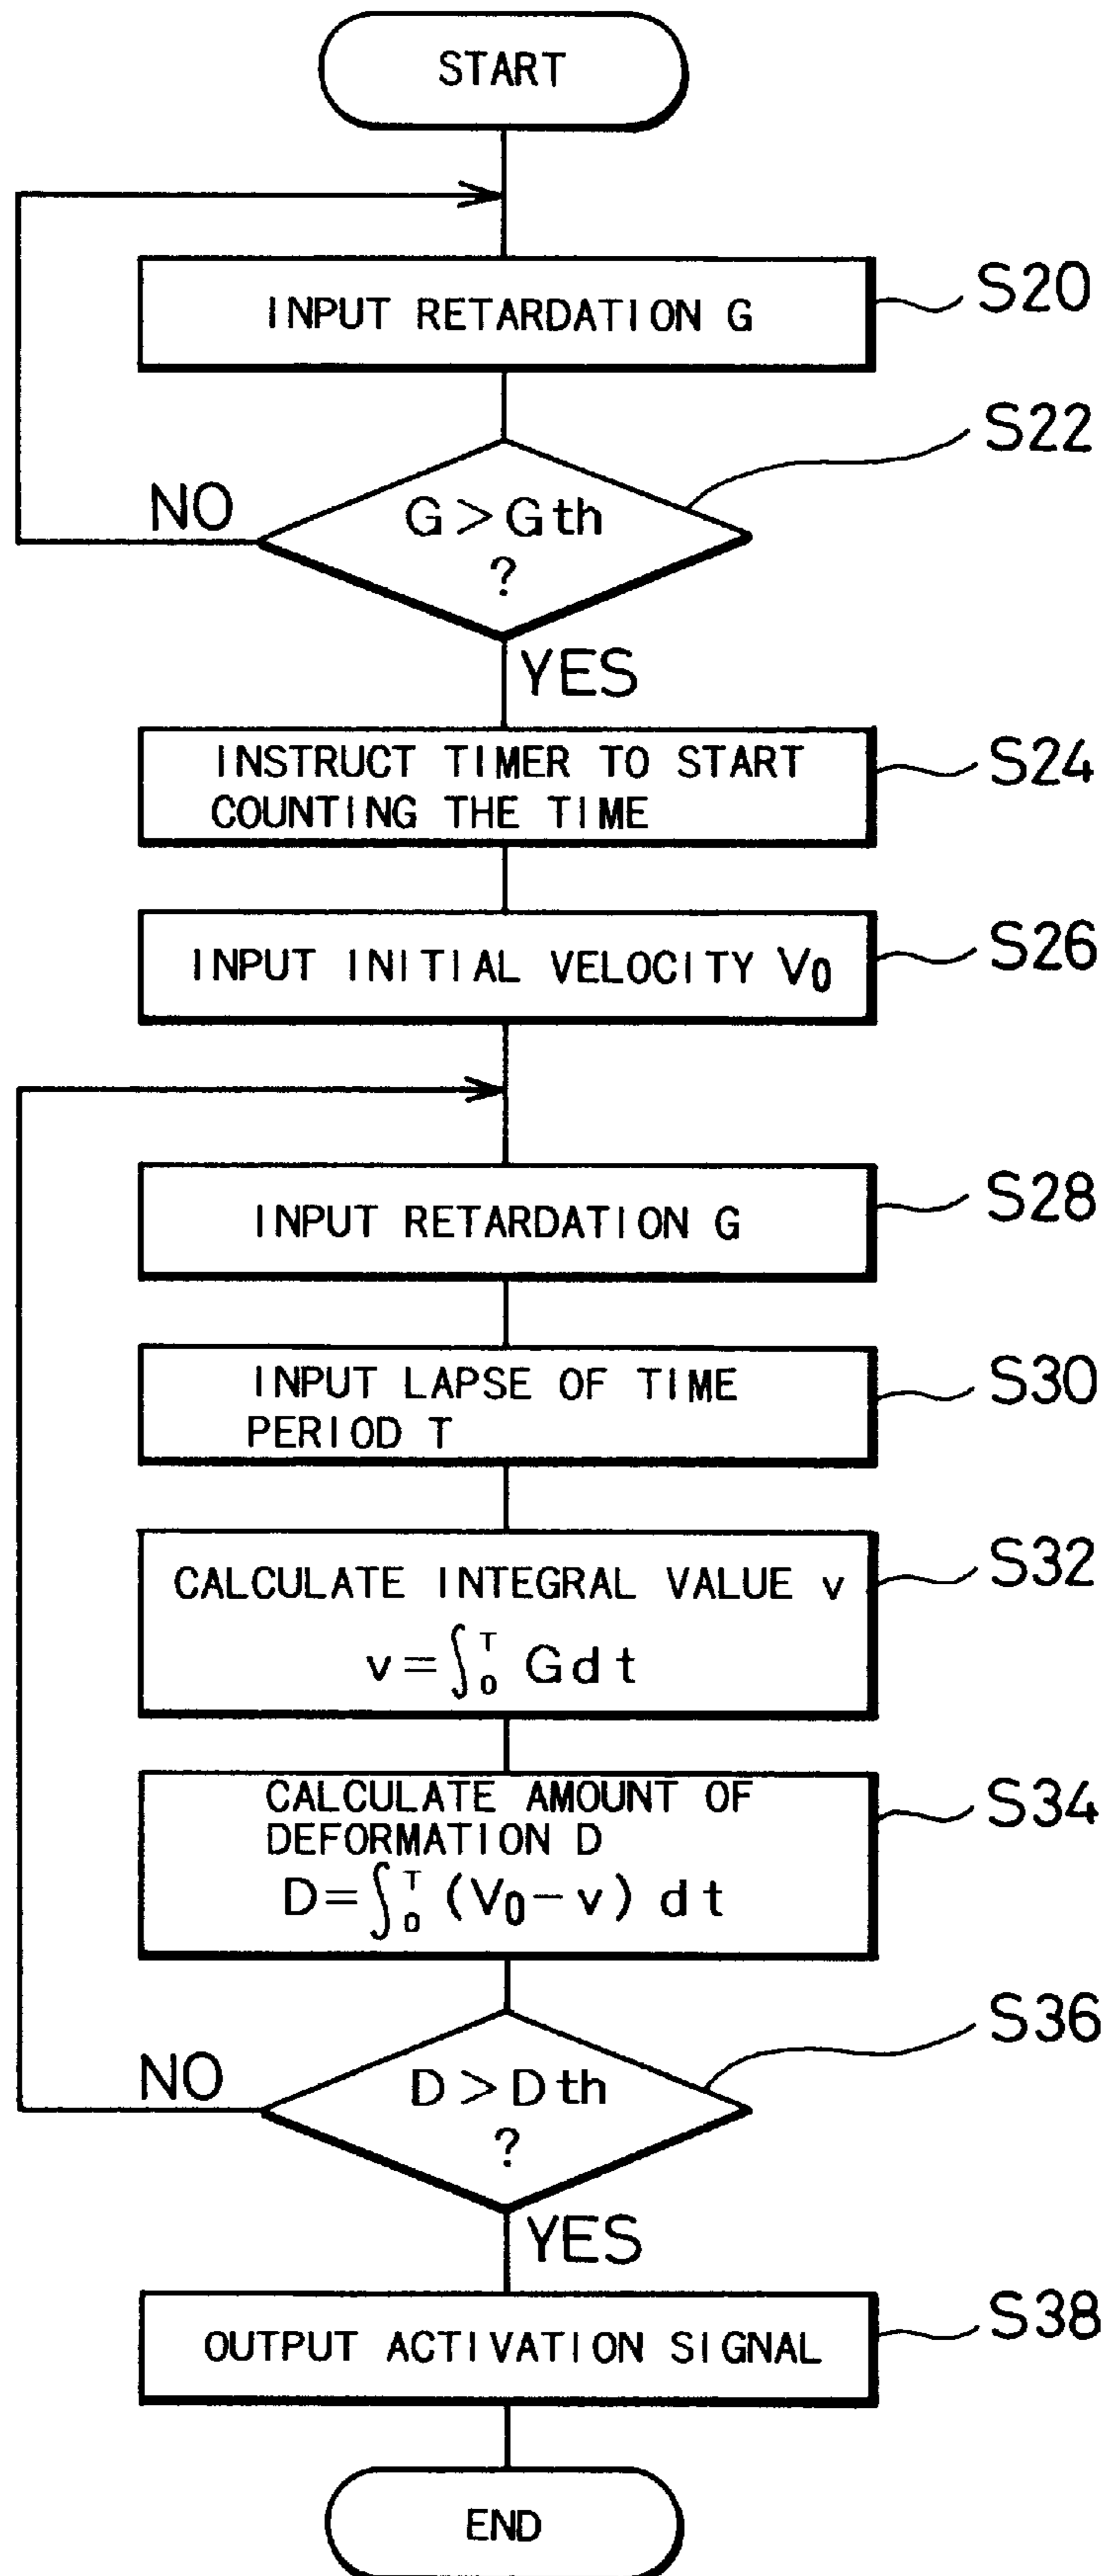 START
INPUT RETARDATION G
S20
S22
G>Gth
?
NO
YES
INSTRUCT TIMER TO START
COUNTING THE TIME
S24
INPUT INITIAL VELOCITY V₀
S26
INPUT RETARDATION G
S28
INPUT LAPSE OF TIME
PERIOD T
S30
CALCULATE INTEGRAL VALUE v
v=∫₀ᵀ Gdt
S32
CALCULATE AMOUNT OF
DEFORMATION D
D=∫₀ᵀ (V₀-v) dt
S34
S36
D>Dth
?
NO
YES
OUTPUT ACTIVATION SIGNAL
S38
END